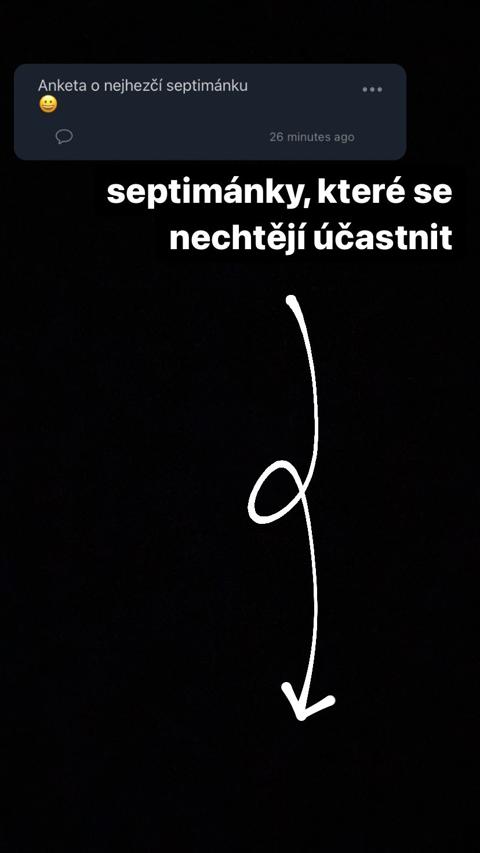 Anketa o nejhezčí septimánku
😀
26 minutes ago
septimánky, které se
nechtějí účastnit